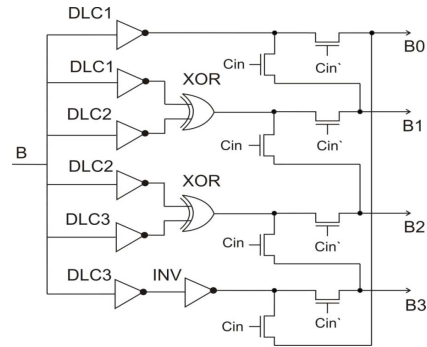 DLC1
B0
Cin
Cin`
DLC1
XOR
DLC2
Cin
Cin`
B1
B
DLC2
XOR
DLC3
Cin
Cin`
B2
DLC3
INV
B3
Cin
Cin`